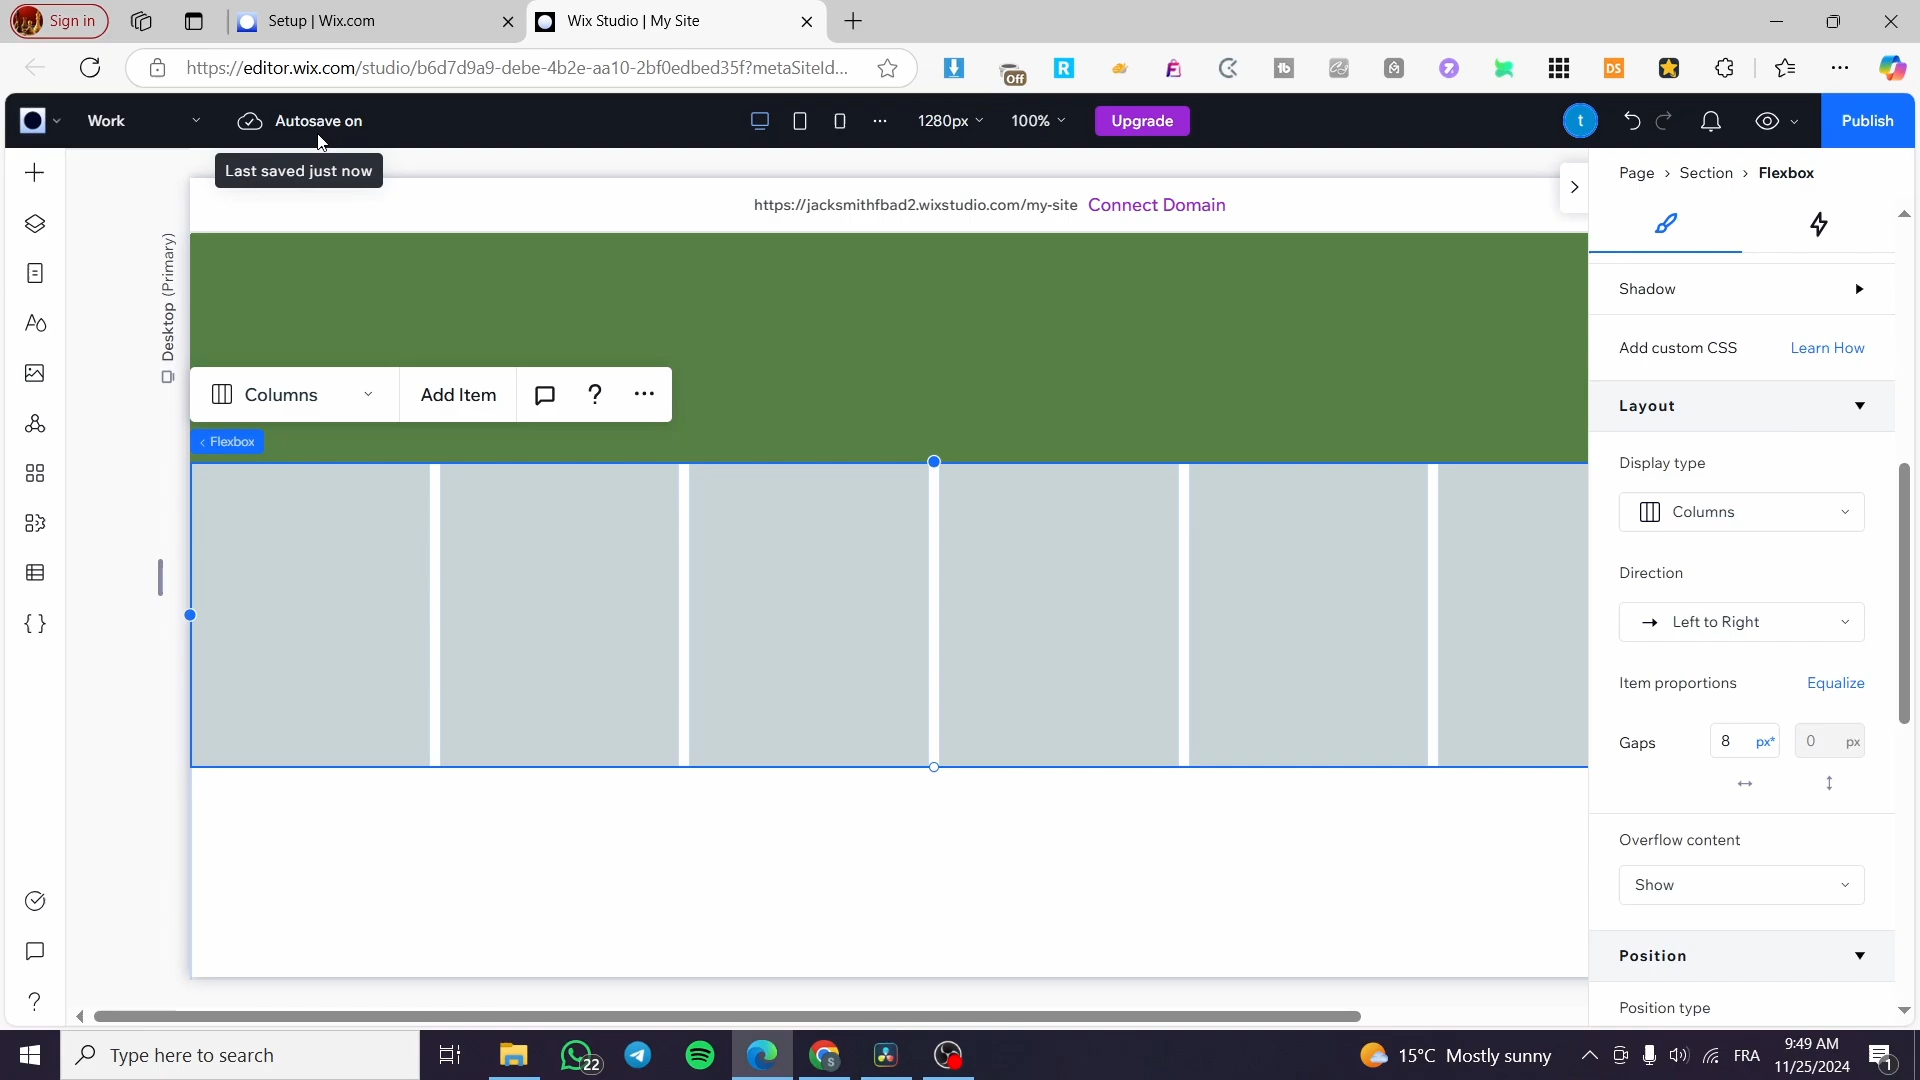 Sign in
Setup | Wix.com
Wix Studio | My Site
https://editor.wix.com/studio/b6d7d9a9-debe-4b2e-aa10-2bf0edbed35f?metaSiteId...
Off
DS
Work
Autosave on
1280px
100%
Upgrade
t
Publish
Last saved just now
https://jacksmithfbad2.wixstudio.com/my-site Connect Domain
Desktop (Primary)
Columns
Add Item
< Flexbox
Page > Section > Flexbox
Shadow
Add custom CSS Learn How
Layout
Display type
Columns
Direction
Left to Right
Item proportions Equalize
Gaps 8 px* 0 px
Overflow content
Show
Position
Position type
Type here to search
22
15°C Mostly sunny
FRA
9:49 AM
11/25/2024
1